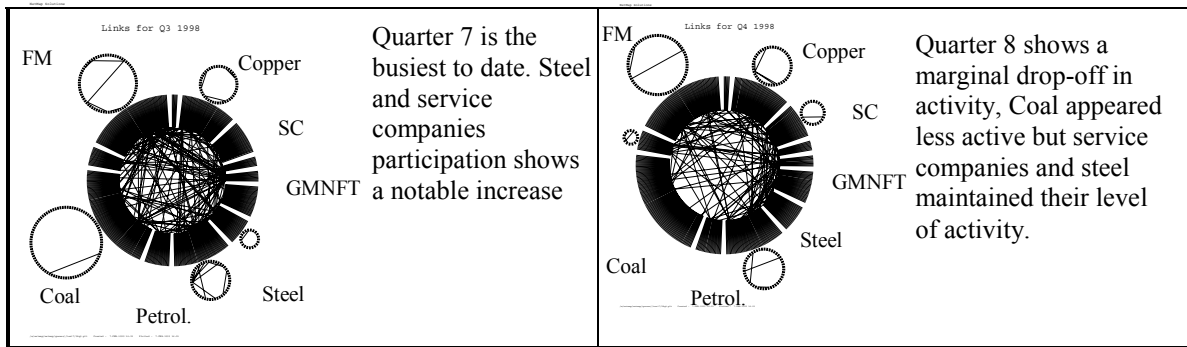 NetMap Solutions
Links for Q3 1998
FM
Copper
SC
GMNFT
Steel
Petrol.
Coal
Quarter 7 is the
busiest to date. Steel
and service
companies
participation shows
a notable increase
Links for Q4 1998
FM
Copper
SC
GMNFT
Steel
Petrol.
Coal
Quarter 8 shows a
marginal drop-off in
activity, Coal appeared
less active but service
companies and steel
maintained their level
of activity.